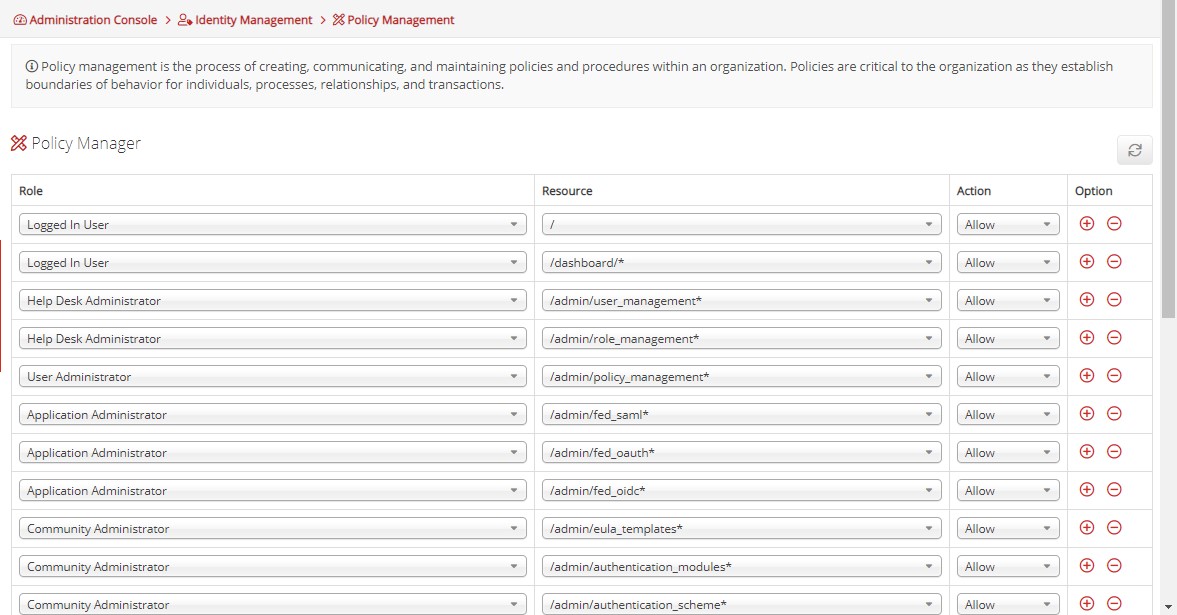 Administration Console > Identity Management > Policy Management
Policy management is the process of creating, communicating, and maintaining policies and procedures within an organization. Policies are critical to the organization as they establish
boundaries of behavior for individuals, processes, relationships, and transactions.
Policy Manager
Role Resource Action Option
Logged In User / Allow
Logged In User /dashboard/* Allow
Help Desk Administrator /admin/user_management* Allow
Help Desk Administrator /admin/role_management* Allow
User Administrator /admin/policy_management* Allow
Application Administrator /admin/fed_saml* Allow
Application Administrator /admin/fed_oauth* Allow
Application Administrator /admin/fed_oidc* Allow
Community Administrator /admin/eula_templates* Allow
Community Administrator /admin/authentication_modules* Allow
Community Administrator /admin/authentication_scheme* Allow